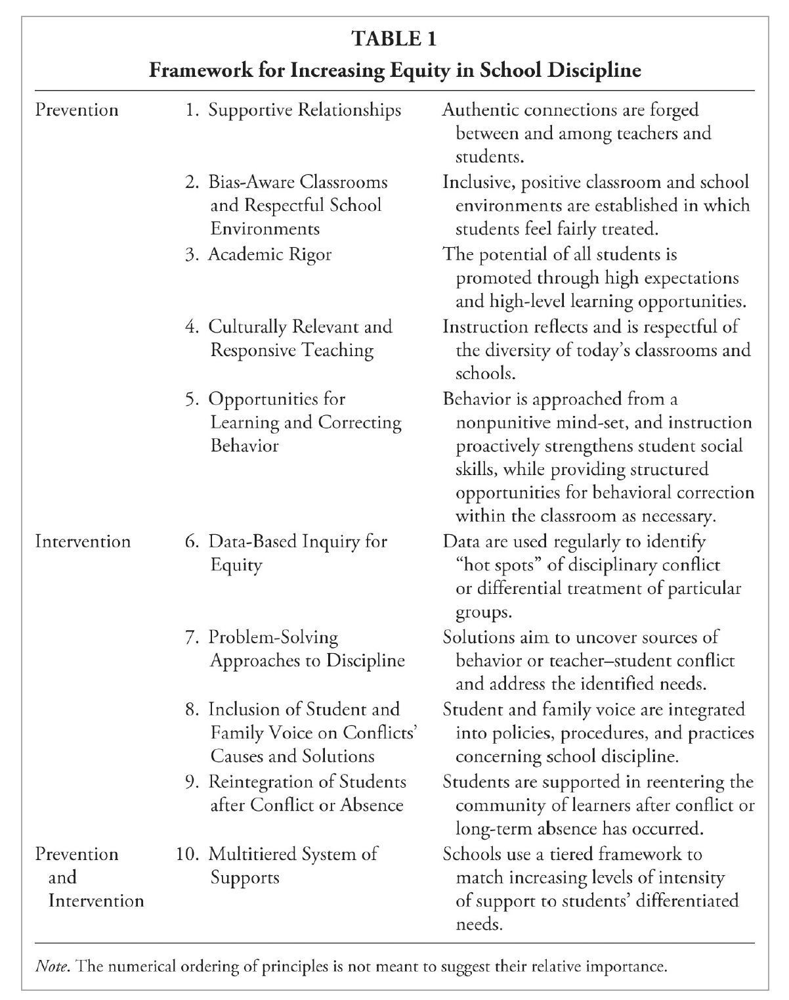 TABLE 1
Framework for Increasing Equity in School Discipline
Prevention
1. Supportive Relationships
Authentic connections are forged
between and among teachers and
students.
2. Bias-Aware Classrooms
and Respectful School
Environments
Inclusive, positive classroom and school
environments are established in which
students feel fairly treated.
3. Academic Rigor
The potential of all students is
promoted through high expectations
and high-level learning opportunities.
4. Culturally Relevant and
Responsive Teaching
Instruction reflects and is respectful of
the diversity of today’s classrooms and
schools.
5. Opportunities for
Learning and Correcting
Behavior
Behavior is approached from a
nonpunitive mind-set, and instruction
proactively strengthens student social
skills, while providing structured
opportunities for behavioral correction
within the classroom as necessary.
Intervention
6. Data-Based Inquiry for
Equity
Data are used regularly to identify
“hot spots” of disciplinary conflict
or differential treatment of particular
groups.
7. Problem-Solving
Approaches to Discipline
Solutions aim to uncover sources of
behavior or teacher–student conflict
and address the identified needs.
8. Inclusion of Student and
Family Voice on Conflicts’
Causes and Solutions
Student and family voice are integrated
into policies, procedures, and practices
concerning school discipline.
9. Reintegration of Students
after Conflict or Absence
Students are supported in reentering the
community of learners after conflict or
long-term absence has occurred.
Prevention
and
Intervention
10. Multitiered System of
Supports
Schools use a tiered framework to
match increasing levels of intensity
of support to students’ differentiated
needs.
Note. The numerical ordering of principles is not meant to suggest their relative importance.